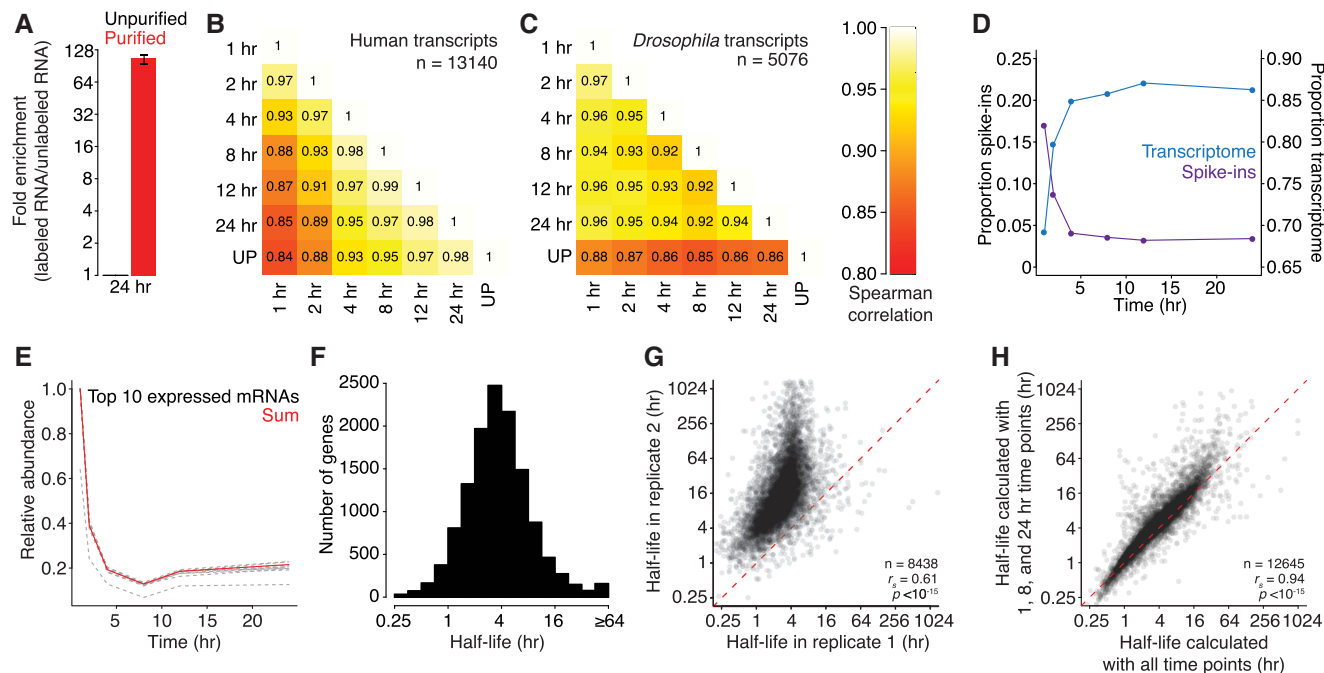 A
Unpurified
Purified
Fold enrichment
(labeled RNA/unlabeled RNA)
128
64
32
16
8
4
2
1
24 hr
B
Human transcripts
n = 13140
1 hr 1
2 hr 0.97 1
4 hr 0.93 0.97 1
8 hr 0.88 0.93 0.98 1
12 hr 0.87 0.91 0.97 0.99 1
24 hr 0.85 0.89 0.95 0.97 0.98 1
UP 0.84 0.88 0.93 0.95 0.97 0.98 1
1 hr 2 hr 4 hr 8 hr 12 hr 24 hr UP
C
Drosophila transcripts
n = 5076
1 hr 1
2 hr 0.97 1
4 hr 0.96 0.95 1
8 hr 0.94 0.93 0.92 1
12 hr 0.96 0.95 0.93 0.92 1
24 hr 0.96 0.95 0.94 0.92 0.94 1
UP 0.88 0.87 0.86 0.85 0.86 0.86 1
1 hr 2 hr 4 hr 8 hr 12 hr 24 hr UP
1.00
0.95
0.90
0.85
0.80
Spearman
correlation
D
Proportion spike-ins
0.25
0.20
0.15
0.10
0.05
0
Transcriptome
Spike-ins
0.90
0.85
0.80
0.75
0.70
0.65
Proportion transcriptome
5 10 15 20
Time (hr)
E
Top 10 expressed mRNAs
Sum
Relative abundance
1.0
0.8
0.6
0.4
0.2
5 10 15 20
Time (hr)
F
Number of genes
2500
2000
1500
1000
500
0
0.25 1 4 16 ≥64
Half-life (hr)
G
Half-life in replicate 2 (hr)
1024
256
64
16
4
1
0.25
n = 8438
rs = 0.61
p <10-15
0.25 1 4 16 64 256 1024
Half-life in replicate 1 (hr)
H
Half-life calculated with
1, 8, and 24 hr time points (hr)
1024
256
64
16
4
1
0.25
n = 12645
rs = 0.94
p <10-15
0.25 1 4 16 64 256 1024
Half-life calculated
with all time points (hr)